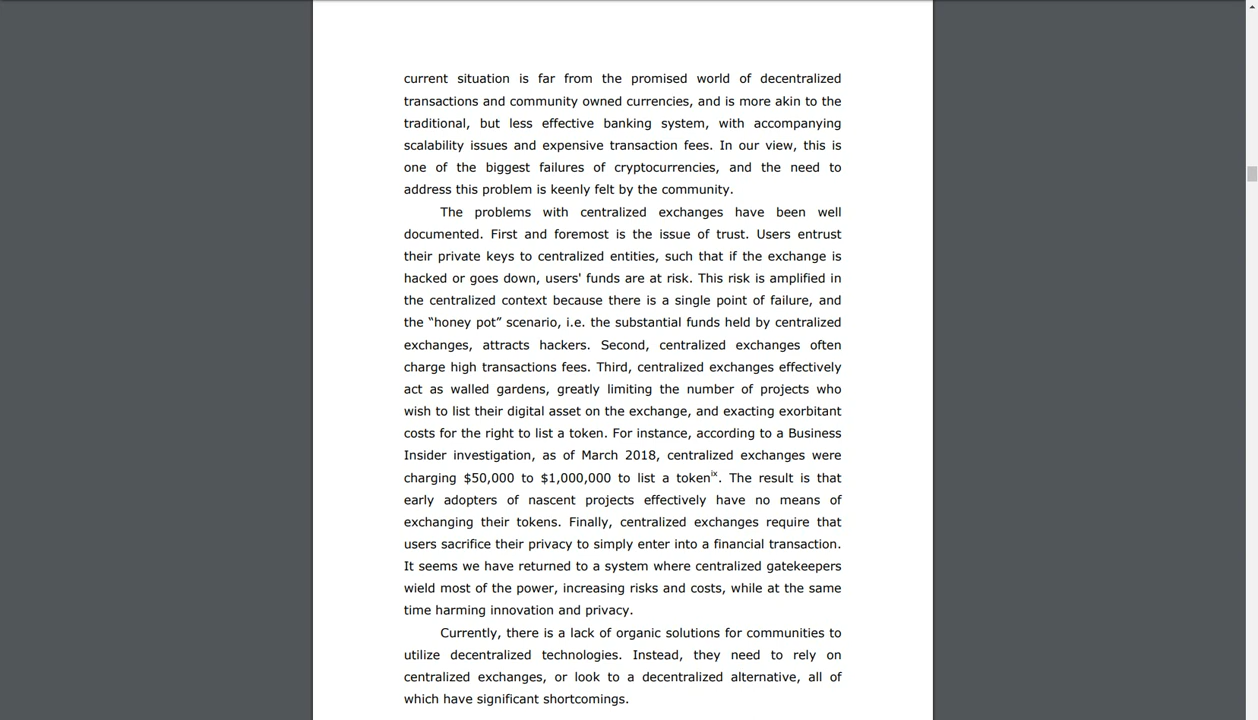 current situation is far from the promised world of decentralized
transactions and community owned currencies, and is more akin to the
traditional, but less effective banking system, with accompanying
scalability issues and expensive transaction fees. In our view, this is
one of the biggest failures of cryptocurrencies, and the need to
address this problem is keenly felt by the community.
The problems with centralized exchanges have been well
documented. First and foremost is the issue of trust. Users entrust
their private keys to centralized entities, such that if the exchange is
hacked or goes down, users' funds are at risk. This risk is amplified in
the centralized context because there is a single point of failure, and
the “honey pot” scenario, i.e. the substantial funds held by centralized
exchanges, attracts hackers. Second, centralized exchanges often
charge high transactions fees. Third, centralized exchanges effectively
act as walled gardens, greatly limiting the number of projects who
wish to list their digital asset on the exchange, and exacting exorbitant
costs for the right to list a token. For instance, according to a Business
Insider investigation, as of March 2018, centralized exchanges were
charging $50,000 to $1,000,000 to list a tokenix. The result is that
early adopters of nascent projects effectively have no means of
exchanging their tokens. Finally, centralized exchanges require that
users sacrifice their privacy to simply enter into a financial transaction.
It seems we have returned to a system where centralized gatekeepers
wield most of the power, increasing risks and costs, while at the same
time harming innovation and privacy.
Currently, there is a lack of organic solutions for communities to
utilize decentralized technologies. Instead, they need to rely on
centralized exchanges, or look to a decentralized alternative, all of
which have significant shortcomings.